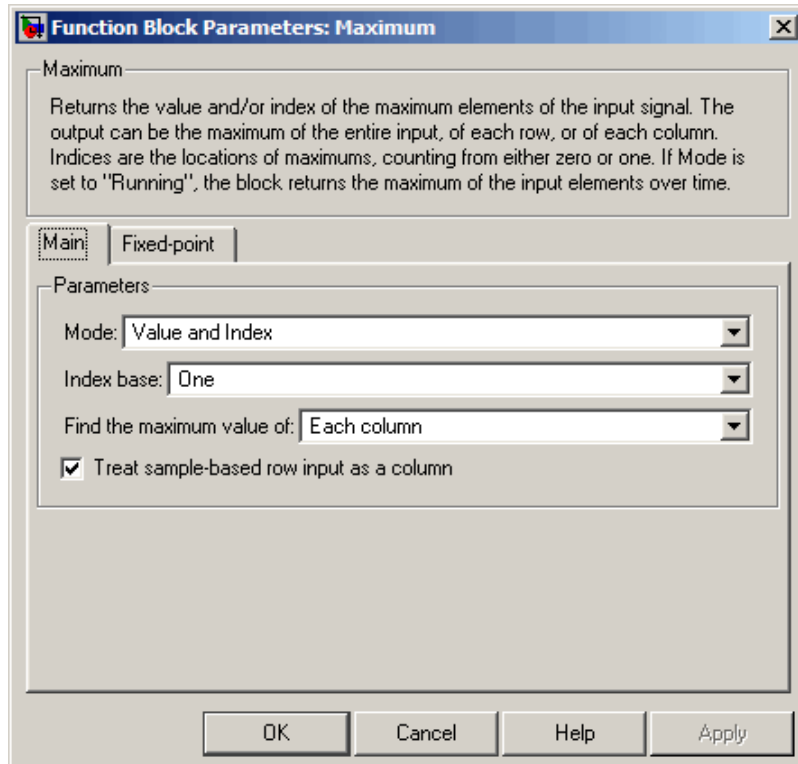 Function Block Parameters: Maximum
Maximum
Returns the value and/or index of the maximum elements of the input signal. The
output can be the maximum of the entire input, of each row, or of each column.
Indices are the locations of maximums, counting from either zero or one. If Mode is
set to "Running", the block returns the maximum of the input elements over time.
Main Fixed-point
Parameters
Mode: Value and Index
Index base: One
Find the maximum value of: Each column
Treat sample-based row input as a column
OK Cancel Help Apply